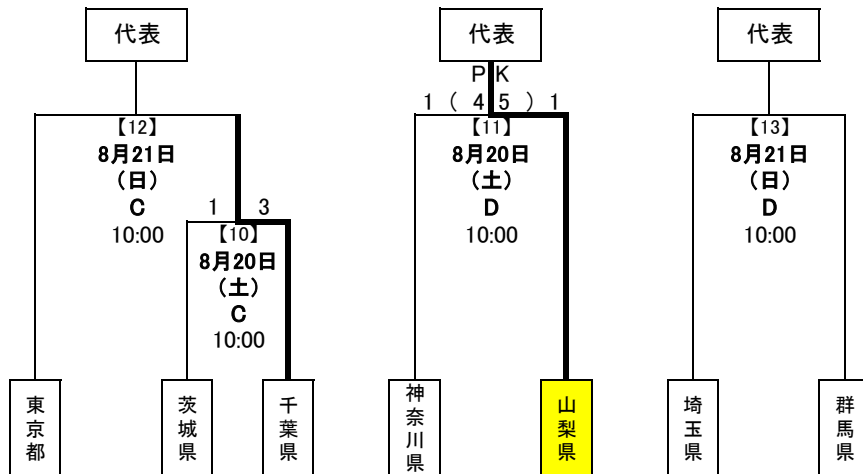 代表 代表 代表
P K
1 ( 4 5 ) 1
【12】 【11】 【13】
8月21日 8月20日 8月21日
(日) (土) (日)
C D D
10:00 10:00 10:00
1 3
【10】
8月20日
(土)
C
10:00
東京都
茨城県
千葉県
神奈川県
山梨県
埼玉県
群馬県